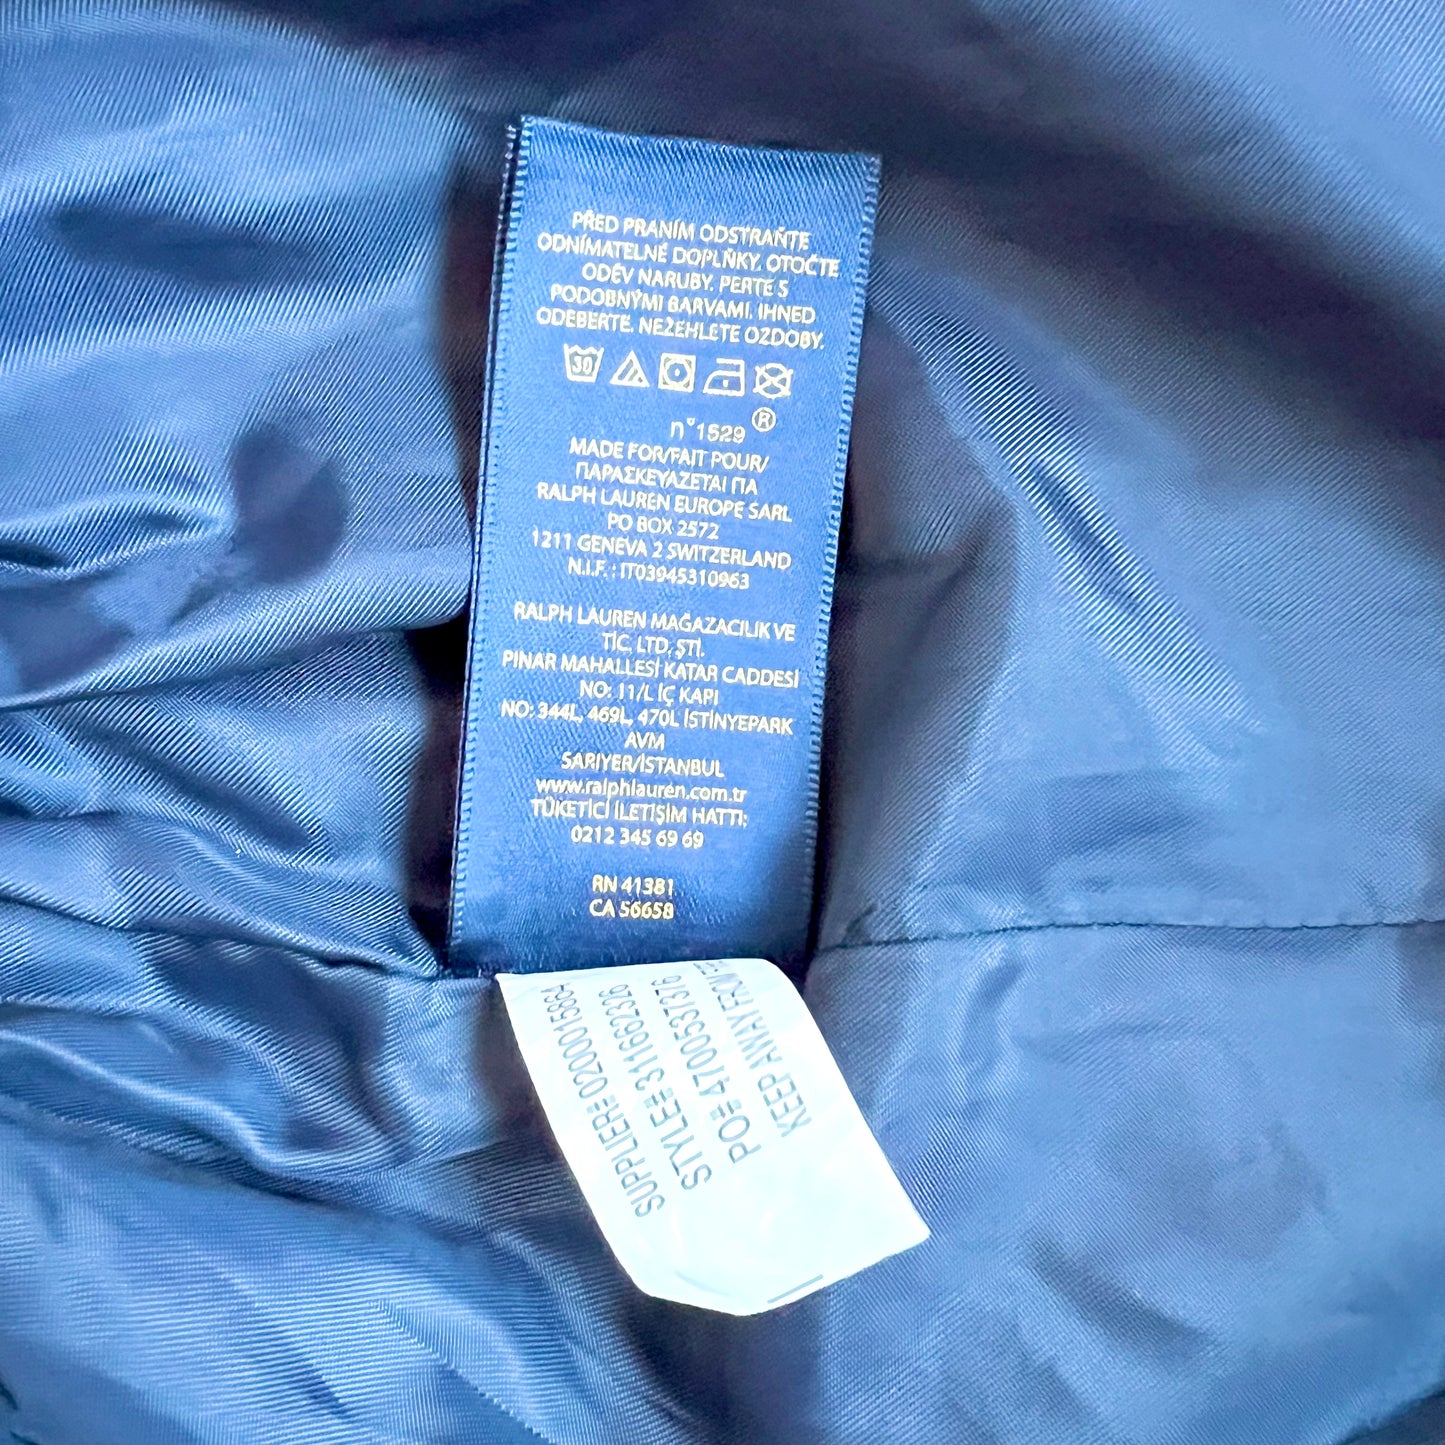 PŘED PRANÍM ODSTRAŇTE
ODNÍMATELNÉ DOPLŇKY. OTOČTE
ODĚV NARUBY. PERTE S
PODOBNÝMI BARVAMI. IHNED
ODEBERTE. NEŽEHLETE OZDOBY.
30
n°1529 ®
MADE FOR/FAIT POUR/
ΠΑΡΑΣΚΕΥΑΖΕΤΑΙ ΓΙΑ
RALPH LAUREN EUROPE SARL
PO BOX 2572
1211 GENEVA 2 SWITZERLAND
N.I.F. : IT03945310963
RALPH LAUREN MAĞAZACILIK VE
TİC. LTD. ŞTİ.
PINAR MAHALLESİ KATAR CADDESİ
NO: 11/L İÇ KAPI
NO: 344L, 469L, 470L İSTİNYEPARK
AVM
SARIYER/İSTANBUL
www.ralphlauren.com.tr
TÜKETİCİ İLETİŞİM HATTI:
0212 345 69 69
RN 41381
CA 56658
SUPPLIER# 0200015864
STYLE# 311662326
PO# 4700537376
KEEP AWAY FROM